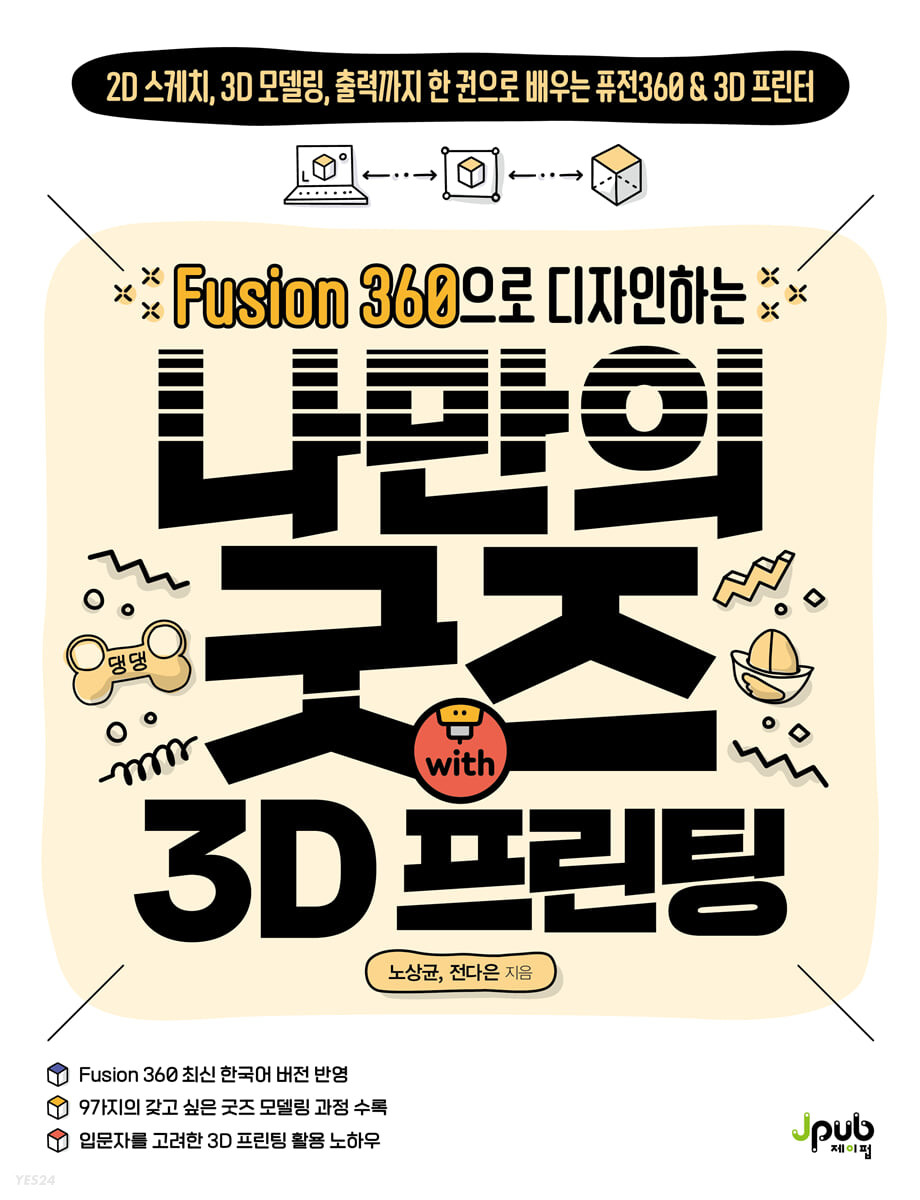 2D 스케치, 3D 모델링, 출력까지 한 권으로 배우는 퓨전360 & 3D 프린터
Fusion 360으로 디자인하는
나만의
굿즈
with
3D 프린팅
댕댕
노상균, 전다은 지음
Fusion 360 최신 한국어 버전 반영
9가지의 갖고 싶은 굿즈 모델링 과정 수록
입문자를 고려한 3D 프린팅 활용 노하우
Jpub
제이펍
YES24